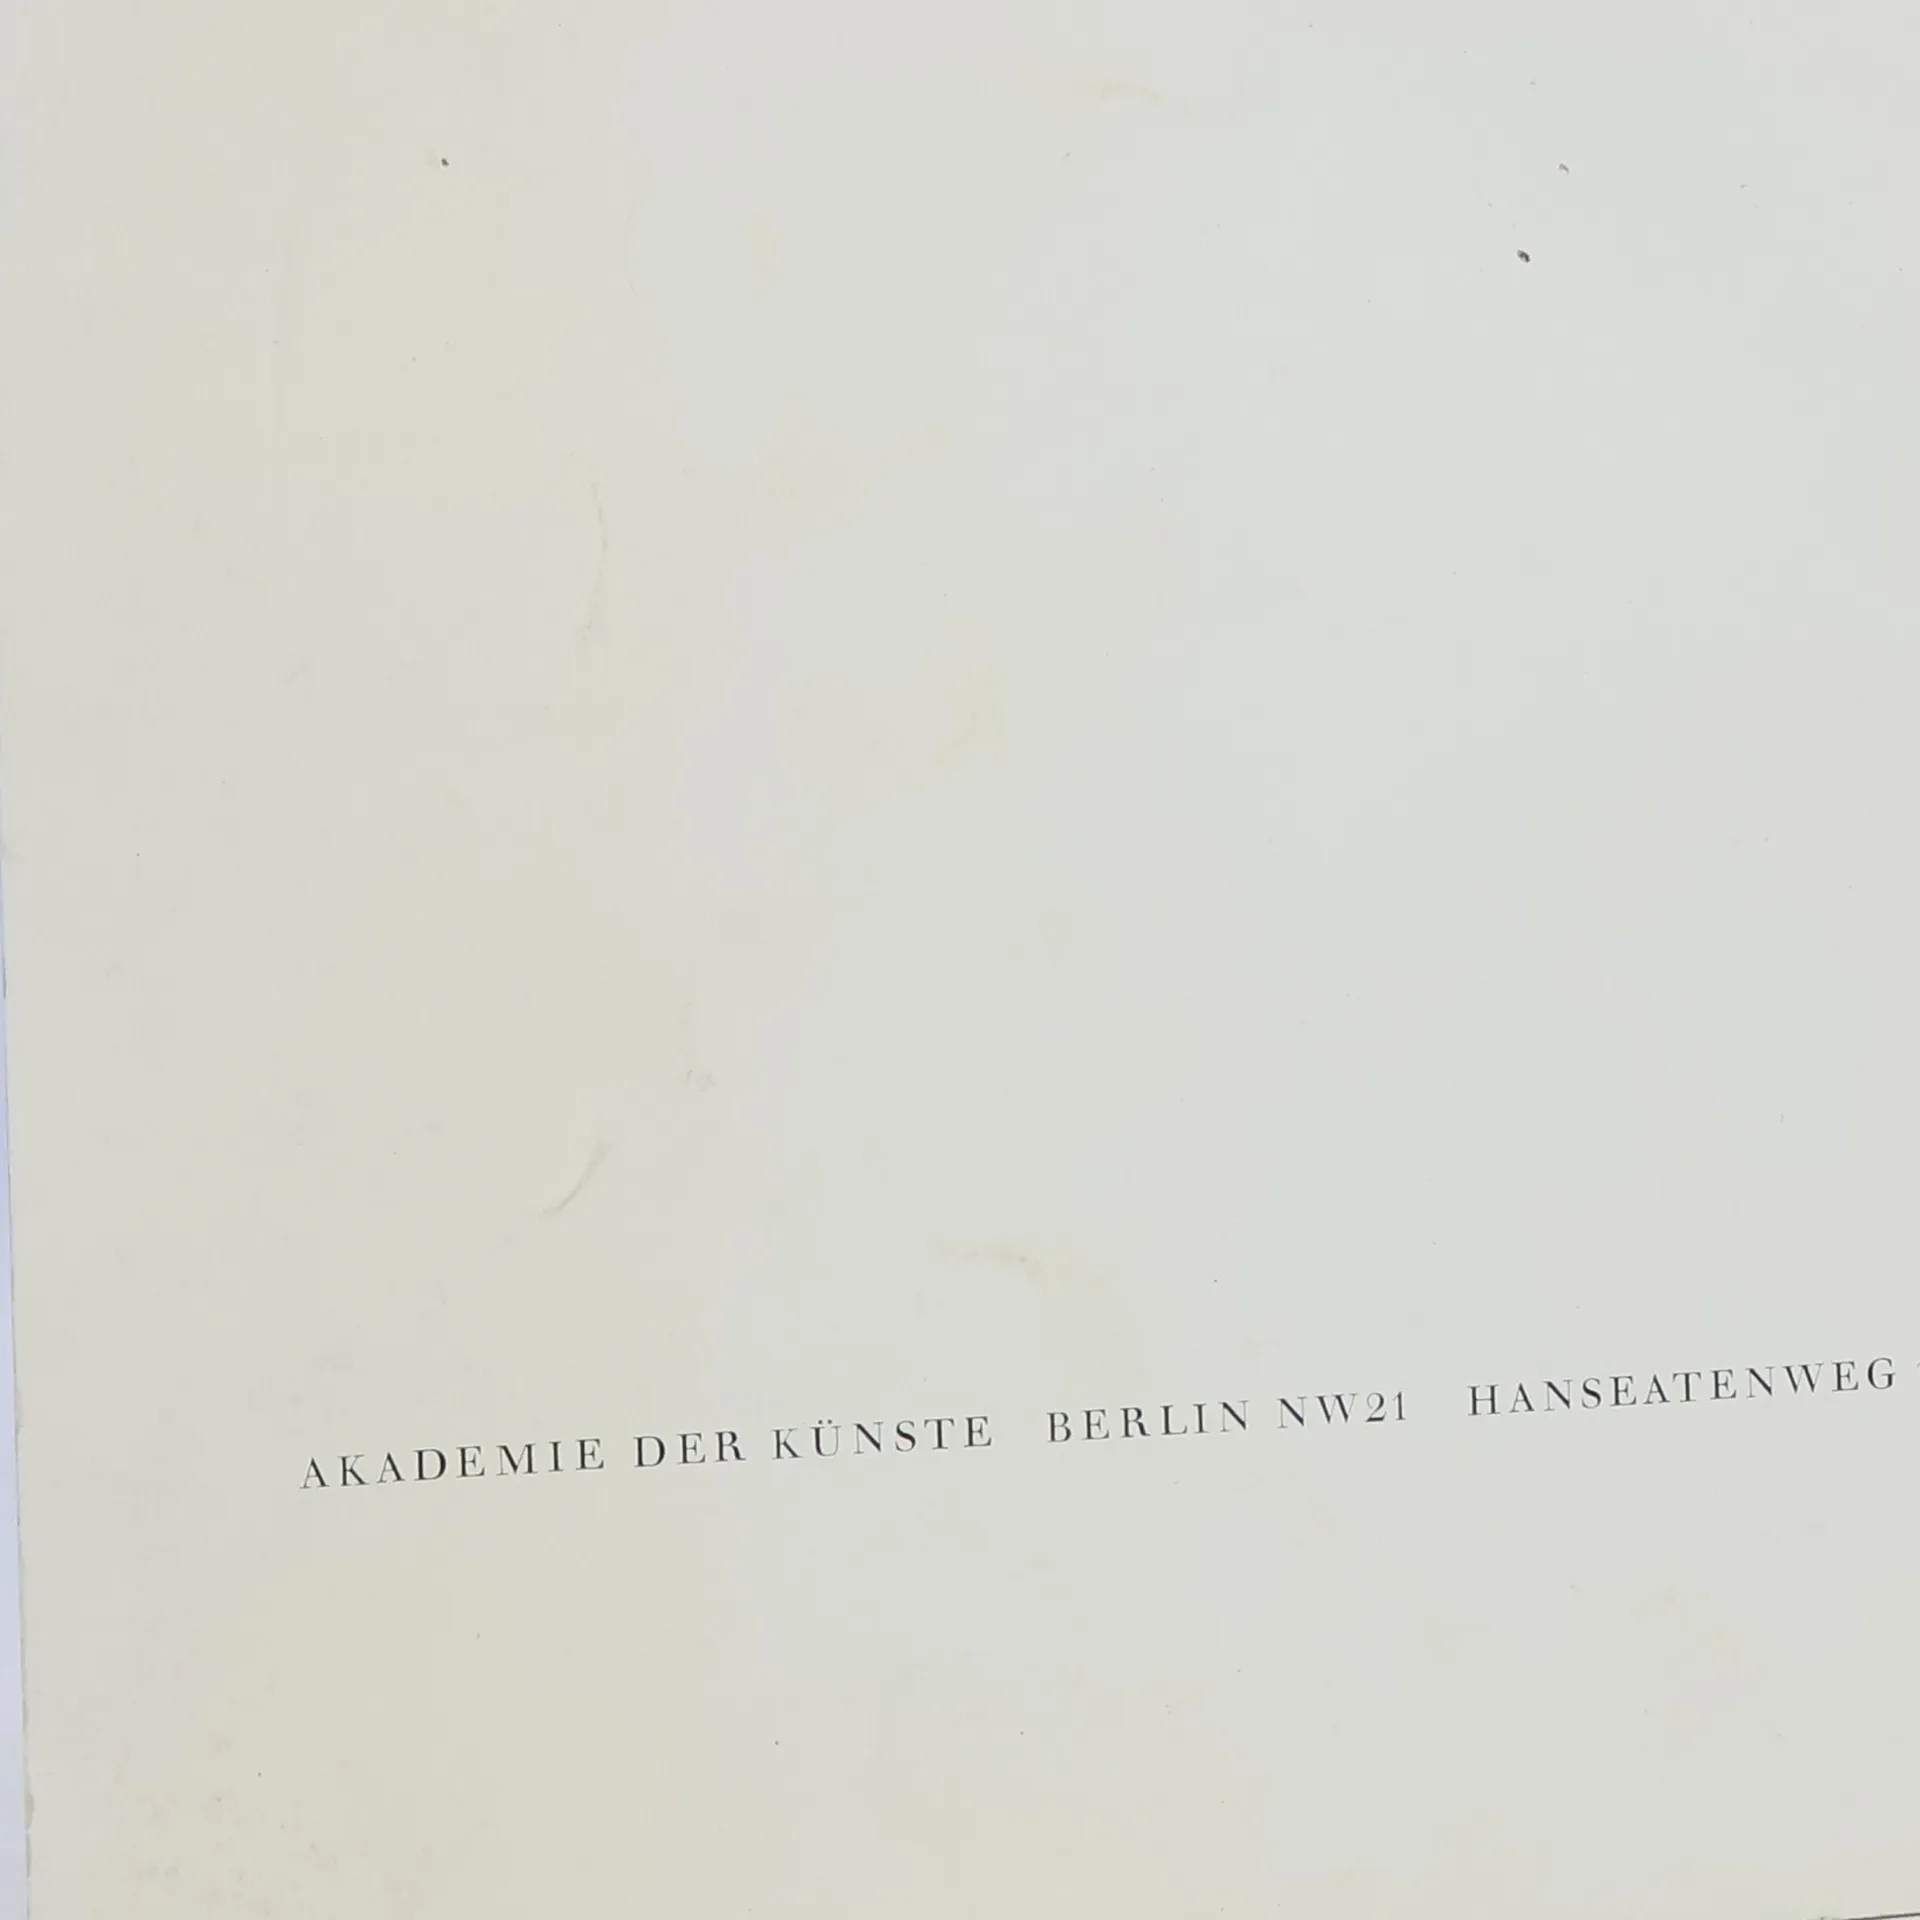 AKADEMIE DER KÜNSTE BERLIN NW21 HANSEATENWEG